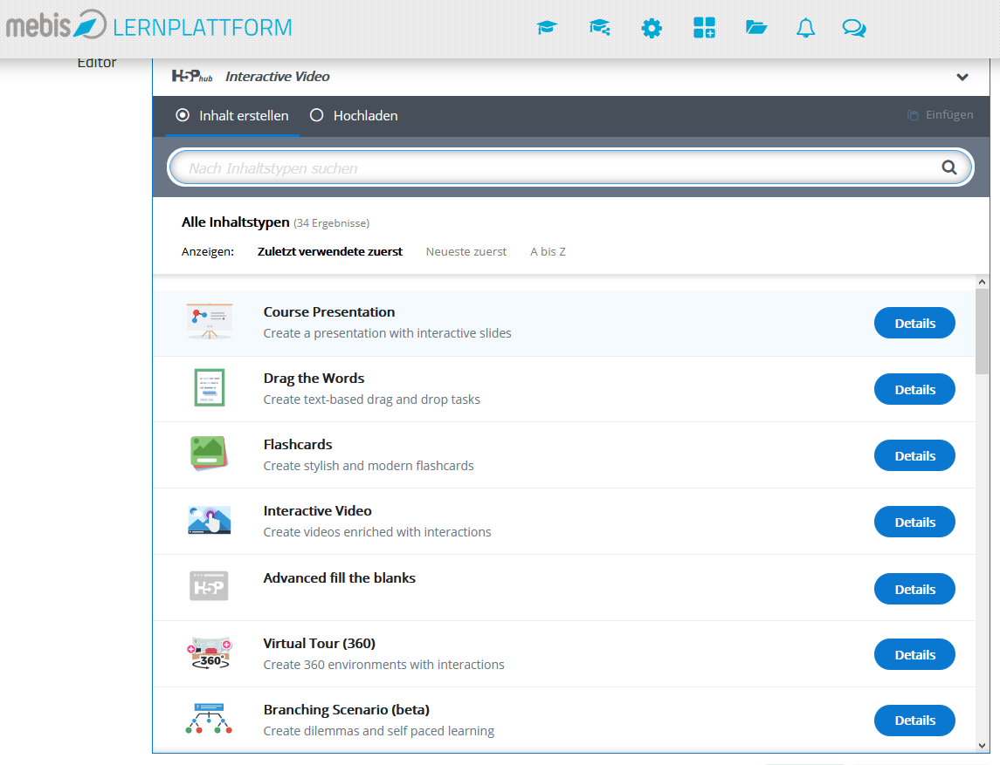 mebis LERNPLATTFORM
Editor
H5P hub Interactive Video
Inhalt erstellen Hochladen Einfügen
Nach Inhaltstypen suchen
Alle Inhaltstypen (34 Ergebnisse)
Anzeigen: Zuletzt verwendete zuerst Neueste zuerst A bis Z
Course Presentation
Create a presentation with interactive slides
Details
Drag the Words
Create text-based drag and drop tasks
Details
Flashcards
Create stylish and modern flashcards
Details
Interactive Video
Create videos enriched with interactions
Details
H5P
Advanced fill the blanks
Details
360°
Virtual Tour (360)
Create 360 environments with interactions
Details
Branching Scenario (beta)
Create dilemmas and self paced learning
Details